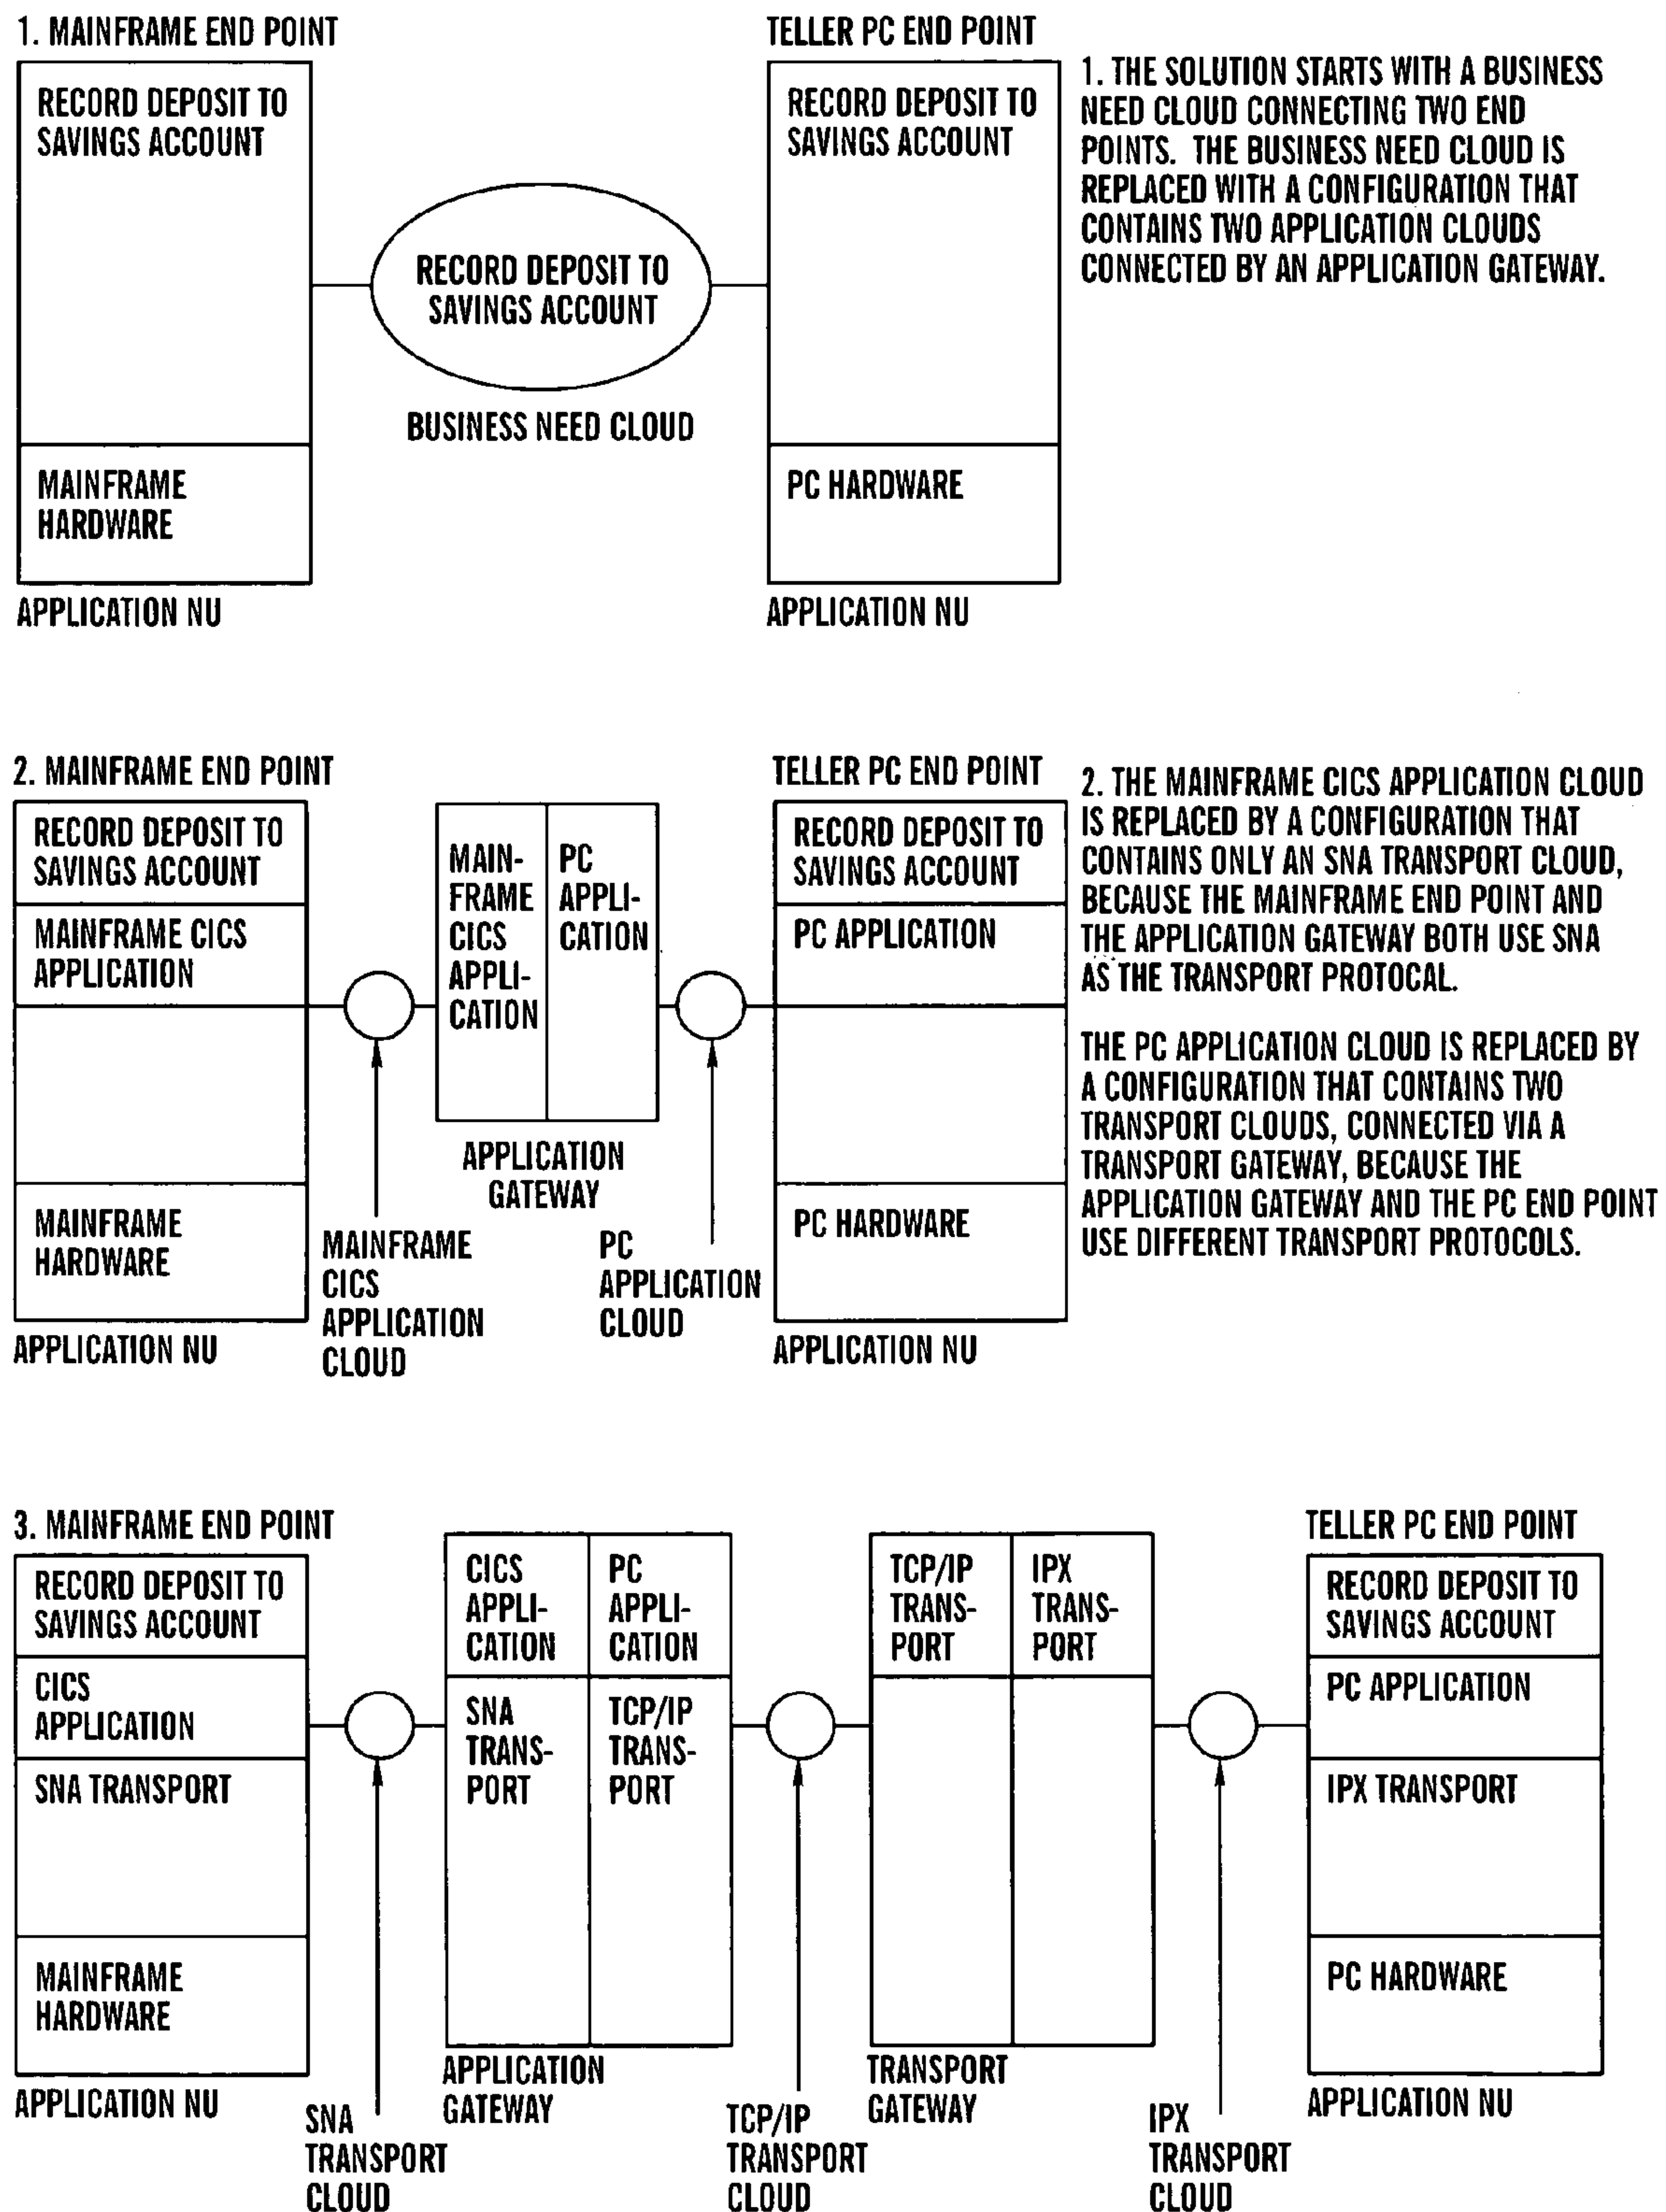 1. MAINFRAME END POINT
RECORD DEPOSIT TO
SAVINGS ACCOUNT
MAINFRAME
HARDWARE
APPLICATION NU
RECORD DEPOSIT TO
SAVINGS ACCOUNT
BUSINESS NEED CLOUD
TELLER PC END POINT
RECORD DEPOSIT TO
SAVINGS ACCOUNT
PC HARDWARE
APPLICATION NU
1. THE SOLUTION STARTS WITH A BUSINESS
NEED CLOUD CONNECTING TWO END
POINTS. THE BUSINESS NEED CLOUD IS
REPLACED WITH A CONFIGURATION THAT
CONTAINS TWO APPLICATION CLOUDS
CONNECTED BY AN APPLICATION GATEWAY.
2. MAINFRAME END POINT
RECORD DEPOSIT TO
SAVINGS ACCOUNT
MAINFRAME CICS
APPLICATION
MAINFRAME
HARDWARE
APPLICATION NU
MAINFRAME
CICS
APPLICATION
CLOUD
MAIN-
FRAME
CICS
APPLI-
CATION
PC
APPLI-
CATION
APPLICATION
GATEWAY
PC
APPLICATION
CLOUD
TELLER PC END POINT
RECORD DEPOSIT TO
SAVINGS ACCOUNT
PC APPLICATION
PC HARDWARE
APPLICATION NU
2. THE MAINFRAME CICS APPLICATION CLOUD
IS REPLACED BY A CONFIGURATION THAT
CONTAINS ONLY AN SNA TRANSPORT CLOUD,
BECAUSE THE MAINFRAME END POINT AND
THE APPLICATION GATEWAY BOTH USE SNA
AS THE TRANSPORT PROTOCAL.
THE PC APPLICATION CLOUD IS REPLACED BY
A CONFIGURATION THAT CONTAINS TWO
TRANSPORT CLOUDS, CONNECTED VIA A
TRANSPORT GATEWAY, BECAUSE THE
APPLICATION GATEWAY AND THE PC END POINT
USE DIFFERENT TRANSPORT PROTOCOLS.
3. MAINFRAME END POINT
RECORD DEPOSIT TO
SAVINGS ACCOUNT
CICS
APPLICATION
SNA TRANSPORT
MAINFRAME
HARDWARE
APPLICATION NU
SNA
TRANSPORT
CLOUD
CICS
APPLI-
CATION
PC
APPLI-
CATION
SNA
TRANS-
PORT
TCP/IP
TRANS-
PORT
APPLICATION
GATEWAY
TCP/IP
TRANSPORT
CLOUD
TCP/IP
TRANS-
PORT
IPX
TRANS-
PORT
TRANSPORT
GATEWAY
IPX
TRANSPORT
CLOUD
TELLER PC END POINT
RECORD DEPOSIT TO
SAVINGS ACCOUNT
PC APPLICATION
IPX TRANSPORT
PC HARDWARE
APPLICATION NU